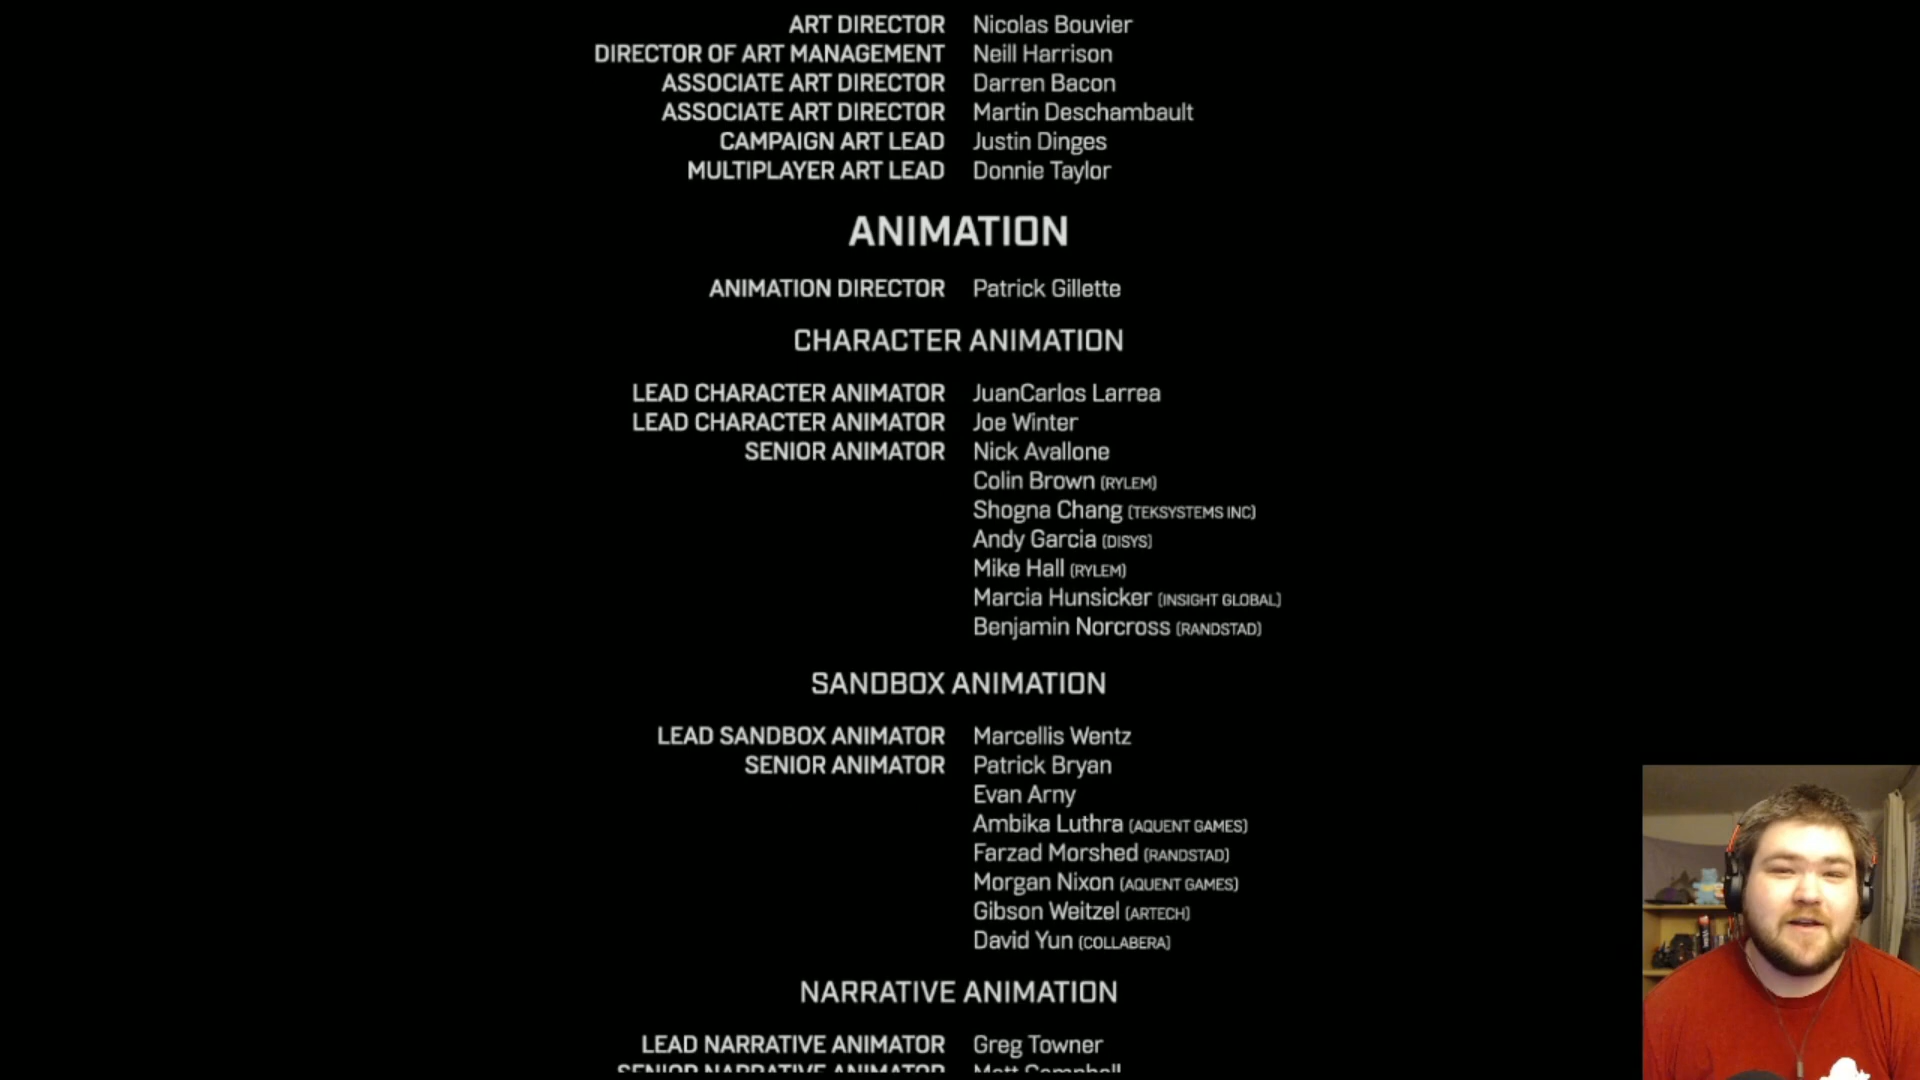 ART DIRECTOR Nicolas Bouvier
DIRECTOR OF ART MANAGEMENT Neill Harrison
ASSOCIATE ART DIRECTOR Darren Bacon
ASSOCIATE ART DIRECTOR Martin Deschambault
CAMPAIGN ART LEAD Justin Dinges
MULTIPLAYER ART LEAD Donnie Taylor
ANIMATION
ANIMATION DIRECTOR Patrick Gillette
CHARACTER ANIMATION
LEAD CHARACTER ANIMATOR JuanCarlos Larrea
LEAD CHARACTER ANIMATOR Joe Winter
SENIOR ANIMATOR Nick Avallone
Colin Brown (RYLEM)
Shogna Chang (TEKSYSTEMS INC)
Andy Garcia (DISYS)
Mike Hall (RYLEM)
Marcia Hunsicker (INSIGHT GLOBAL)
Benjamin Norcross (RANDSTAD)
SANDBOX ANIMATION
LEAD SANDBOX ANIMATOR Marcellis Wentz
SENIOR ANIMATOR Patrick Bryan
Evan Arny
Ambika Luthra (AQUENT GAMES)
Farzad Morshed (RANDSTAD)
Morgan Nixon (AQUENT GAMES)
Gibson Weitzel (ARTECH)
David Yun (COLLABERA)
NARRATIVE ANIMATION
LEAD NARRATIVE ANIMATOR Greg Towner
SENIOR NARRATIVE ANIMATOR Matt Campbell